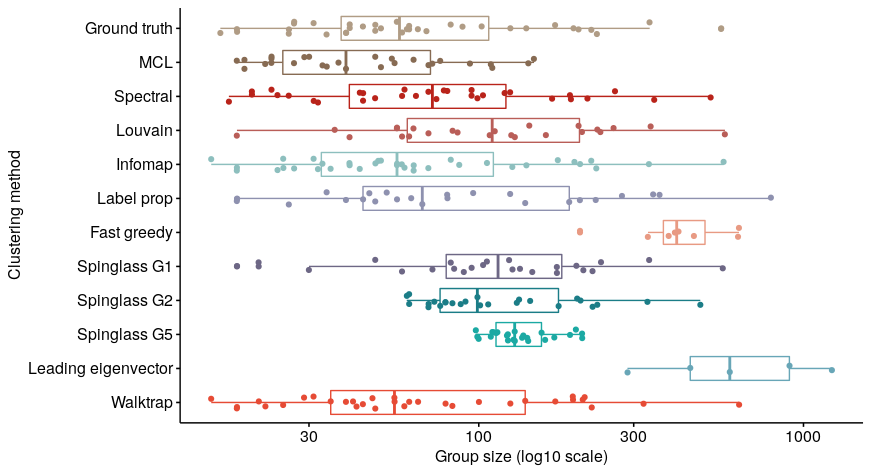 Clustering method
Ground truth
MCL
Spectral
Louvain
Infomap
Label prop
Fast greedy
Spinglass G1
Spinglass G2
Spinglass G5
Leading eigenvector
Walktrap
30 100 300 1000
Group size (log10 scale)